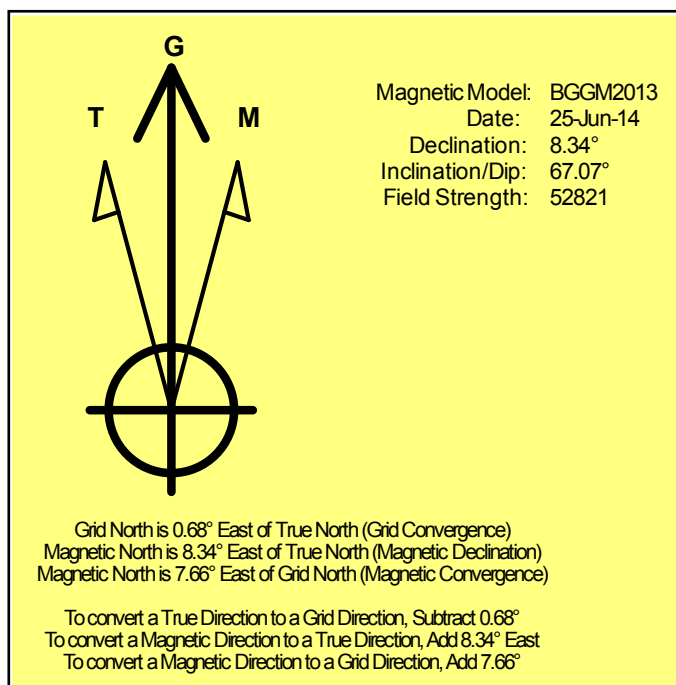 G
T
M
Magnetic Model: BGGM2013
Date: 25-Jun-14
Declination: 8.34°
Inclination/Dip: 67.07°
Field Strength: 52821
Grid North is 0.68° East of True North (Grid Convergence)
Magnetic North is 8.34° East of True North (Magnetic Declination)
Magnetic North is 7.66° East of Grid North (Magnetic Convergence)
To convert a True Direction to a Grid Direction, Subtract 0.68°
To convert a Magnetic Direction to a True Direction, Add 8.34° East
To convert a Magnetic Direction to a Grid Direction, Add 7.66°